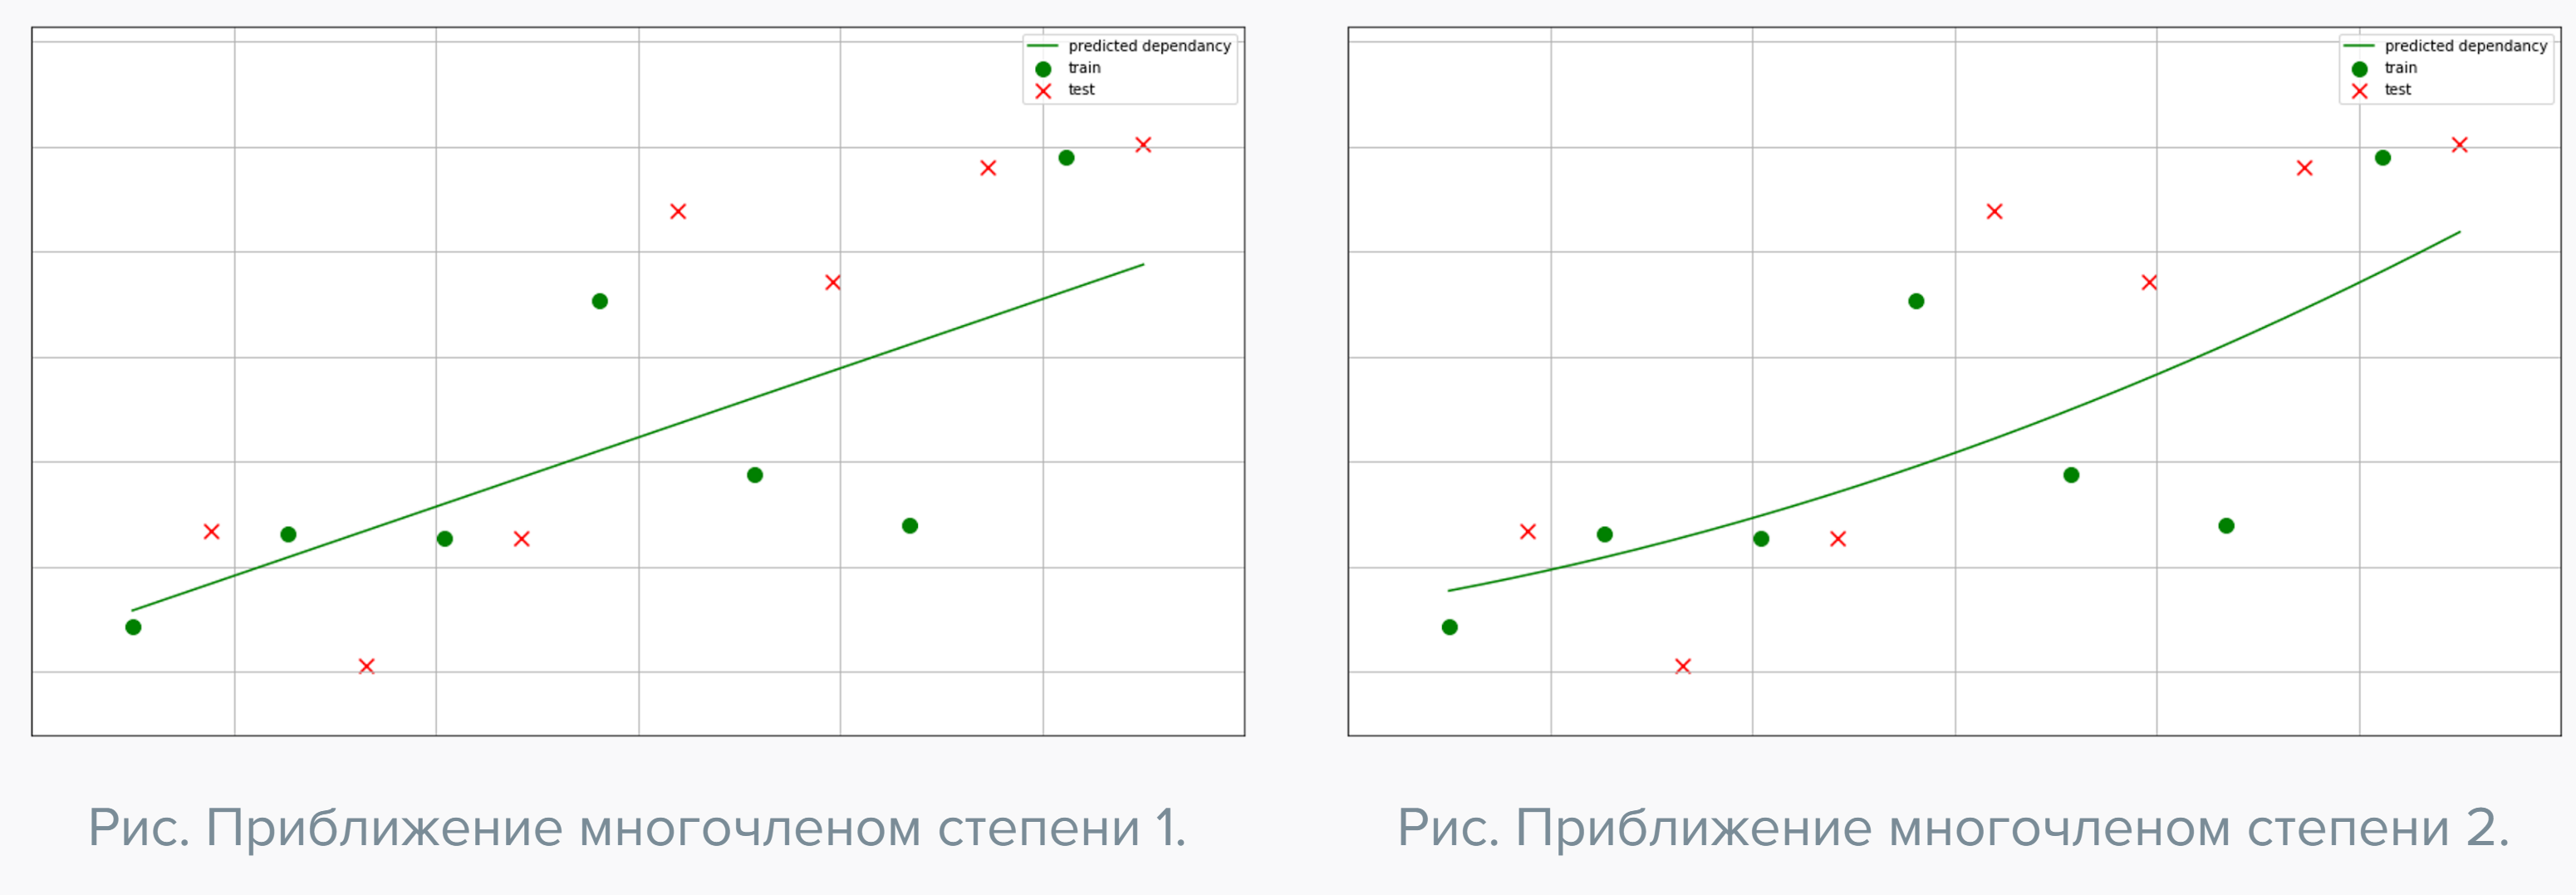 predicted dependancy
train
test
predicted dependancy
train
test
Рис. Приближение многочленом степени 1.
Рис. Приближение многочленом степени 2.